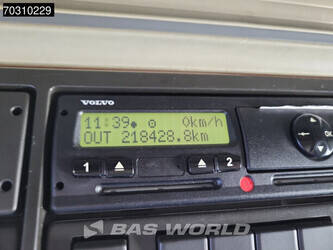 70310229
VOLVO
11:39 0km/h
OUT 218428.8km
1 2
OK
BAS WORLD